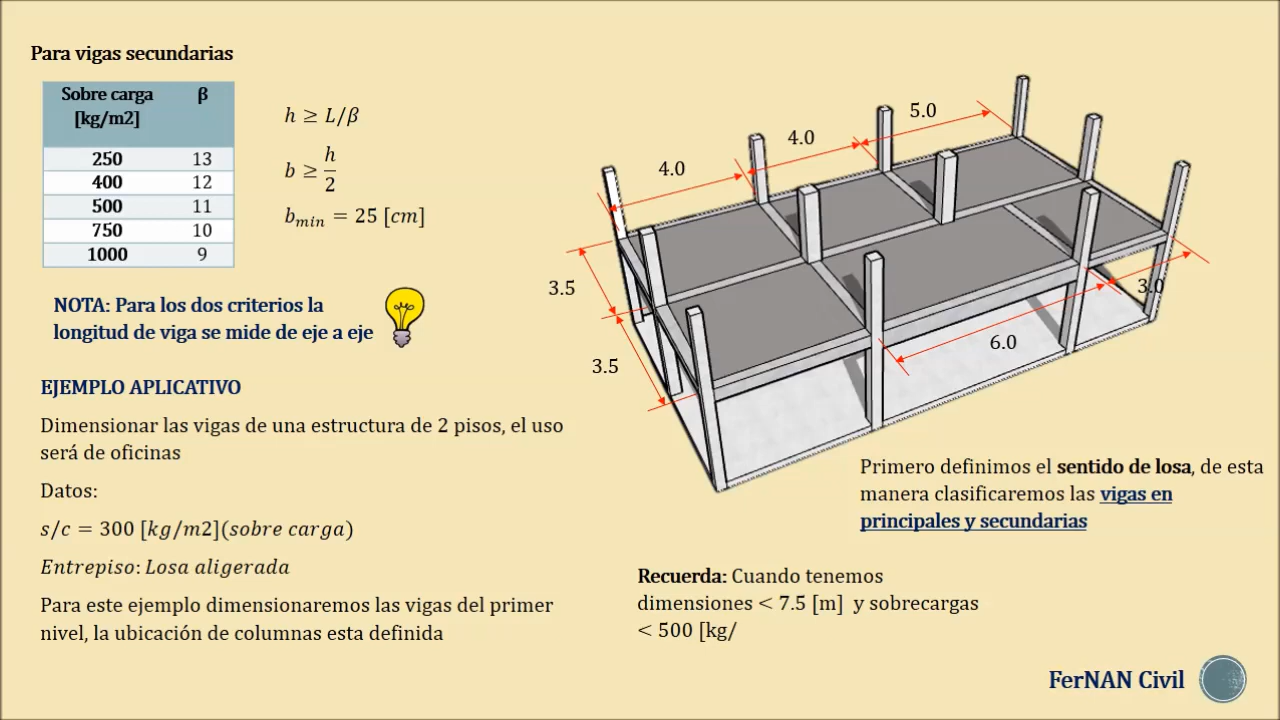 Para vigas secundarias
Sobre carga β
[kg/m2]
250 13
400 12
500 11
750 10
1000 9
h ≥ L/β
b ≥ h/2
b_min = 25 [cm]
NOTA: Para los dos criterios la
longitud de viga se mide de eje a eje
EJEMPLO APLICATIVO
Dimensionar las vigas de una estructura de 2 pisos, el uso
será de oficinas
Datos:
s/c = 300 [kg/m2](sobre carga)
Entrepiso: Losa aligerada
Para este ejemplo dimensionaremos las vigas del primer
nivel, la ubicación de columnas esta definida
5.0
4.0
4.0
3.5
3.0
6.0
3.5
Primero definimos el sentido de losa, de esta
manera clasificaremos las vigas en
principales y secundarias
Recuerda: Cuando tenemos
dimensiones < 7.5 [m] y sobrecargas
< 500 [kg/
FerNAN Civil